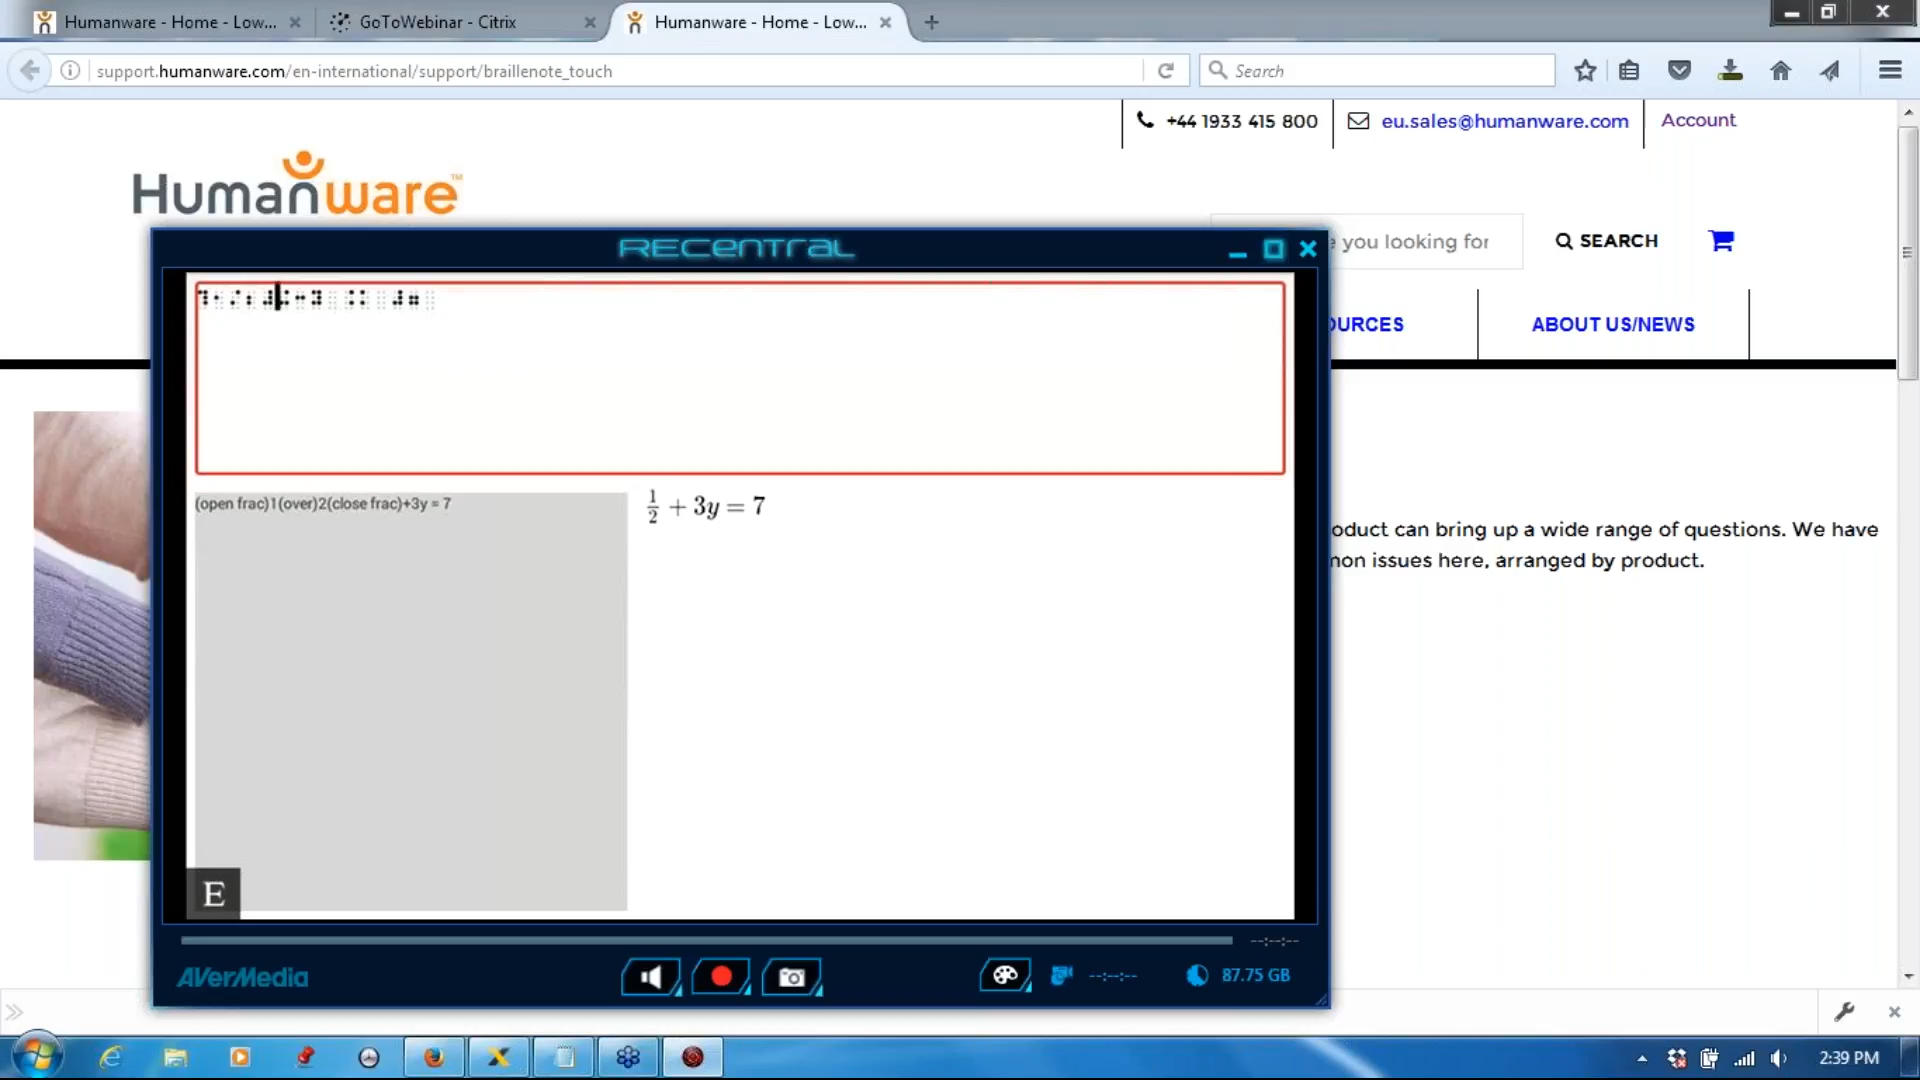 Humanware - Home - Low...
GoToWebinar - Citrix
Humanware - Home - Low...
support.humanware.com/en-international/support/braillenote_touch
Search
+44 1933 415 800
eu.sales@humanware.com
Account
Humanware™
RECentral
e you looking for
SEARCH
OURCES
ABOUT US/NEWS
(open frac)1(over)2(close frac)+3y = 7
1/2 + 3y = 7
oduct can bring up a wide range of questions. We have
mon issues here, arranged by product.
E
--:--:--
AVerMedia
--:--:--
87.75 GB
2:39 PM